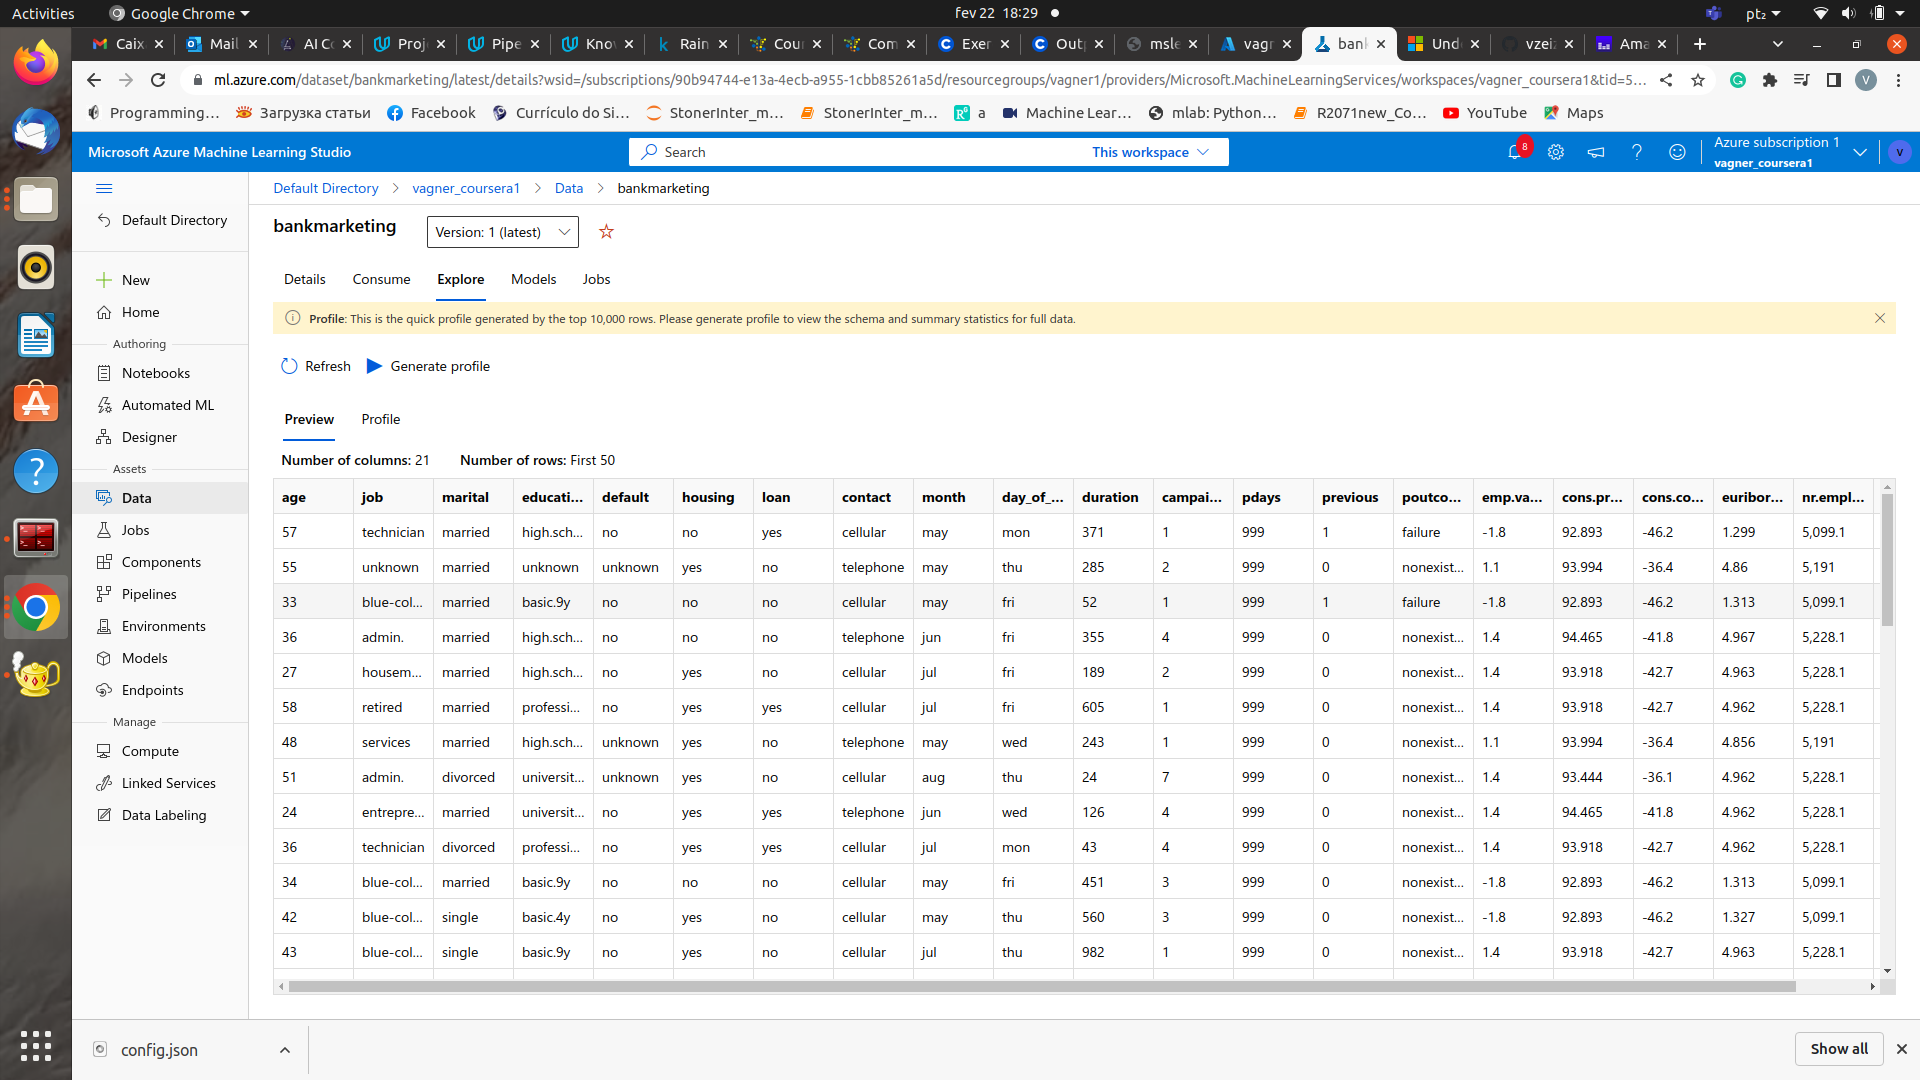 Activities Google Chrome fev 22 18:29 pt₂
Caix Mail AI Co Proj Pipe Know Rain Cour Com Exer Outp msle vagn bank Und vzeiz Ama
ml.azure.com/dataset/bankmarketing/latest/details?wsid=/subscriptions/90b94744-e13a-4ecb-a955-1cbb85261a5d/resourcegroups/vagner1/providers/Microsoft.MachineLearningServices/workspaces/vagner_coursera1&tid=5... V
Programming... Загрузка статьи Facebook Currículo do Si... StonerInter_m... StonerInter_m... a Machine Lear... mlab: Python... R2071new_Co... YouTube Maps
Microsoft Azure Machine Learning Studio Search This workspace 8 Azure subscription 1
vagner_coursera1 V
Default Directory vagner_coursera1 Data bankmarketing
Default Directory
New
Home
Authoring
Notebooks
Automated ML
Designer
Assets
Data
Jobs
Components
Pipelines
Environments
Models
Endpoints
Manage
Compute
Linked Services
Data Labeling
bankmarketing Version: 1 (latest)
Details Consume Explore Models Jobs
Profile: This is the quick profile generated by the top 10,000 rows. Please generate profile to view the schema and summary statistics for full data.
Refresh Generate profile
Preview Profile
Number of columns: 21 Number of rows: First 50
age job marital educati... default housing loan contact month day_of_... duration campai... pdays previous poutco... emp.va... cons.pr... cons.co... euribor... nr.empl...
57 technician married high.sch... no no yes cellular may mon 371 1 999 1 failure -1.8 92.893 -46.2 1.299 5,099.1
55 unknown married unknown unknown yes no telephone may thu 285 2 999 0 nonexist... 1.1 93.994 -36.4 4.86 5,191
33 blue-col... married basic.9y no no no cellular may fri 52 1 999 1 failure -1.8 92.893 -46.2 1.313 5,099.1
36 admin. married high.sch... no no no telephone jun fri 355 4 999 0 nonexist... 1.4 94.465 -41.8 4.967 5,228.1
27 housem... married high.sch... no yes no cellular jul fri 189 2 999 0 nonexist... 1.4 93.918 -42.7 4.963 5,228.1
58 retired married professi... no yes yes cellular jul fri 605 1 999 0 nonexist... 1.4 93.918 -42.7 4.962 5,228.1
48 services married high.sch... unknown yes no telephone may wed 243 1 999 0 nonexist... 1.1 93.994 -36.4 4.856 5,191
51 admin. divorced universit... unknown yes no cellular aug thu 24 7 999 0 nonexist... 1.4 93.444 -36.1 4.962 5,228.1
24 entrepre... married universit... no yes yes telephone jun wed 126 4 999 0 nonexist... 1.4 94.465 -41.8 4.962 5,228.1
36 technician divorced professi... no yes yes cellular jul mon 43 4 999 0 nonexist... 1.4 93.918 -42.7 4.962 5,228.1
34 blue-col... married basic.9y no no no cellular may fri 451 3 999 0 nonexist... -1.8 92.893 -46.2 1.313 5,099.1
42 blue-col... single basic.4y no yes no cellular may thu 560 3 999 0 nonexist... -1.8 92.893 -46.2 1.327 5,099.1
43 blue-col... single basic.9y no yes no cellular jul thu 982 1 999 0 nonexist... 1.4 93.918 -42.7 4.963 5,228.1
config.json Show all